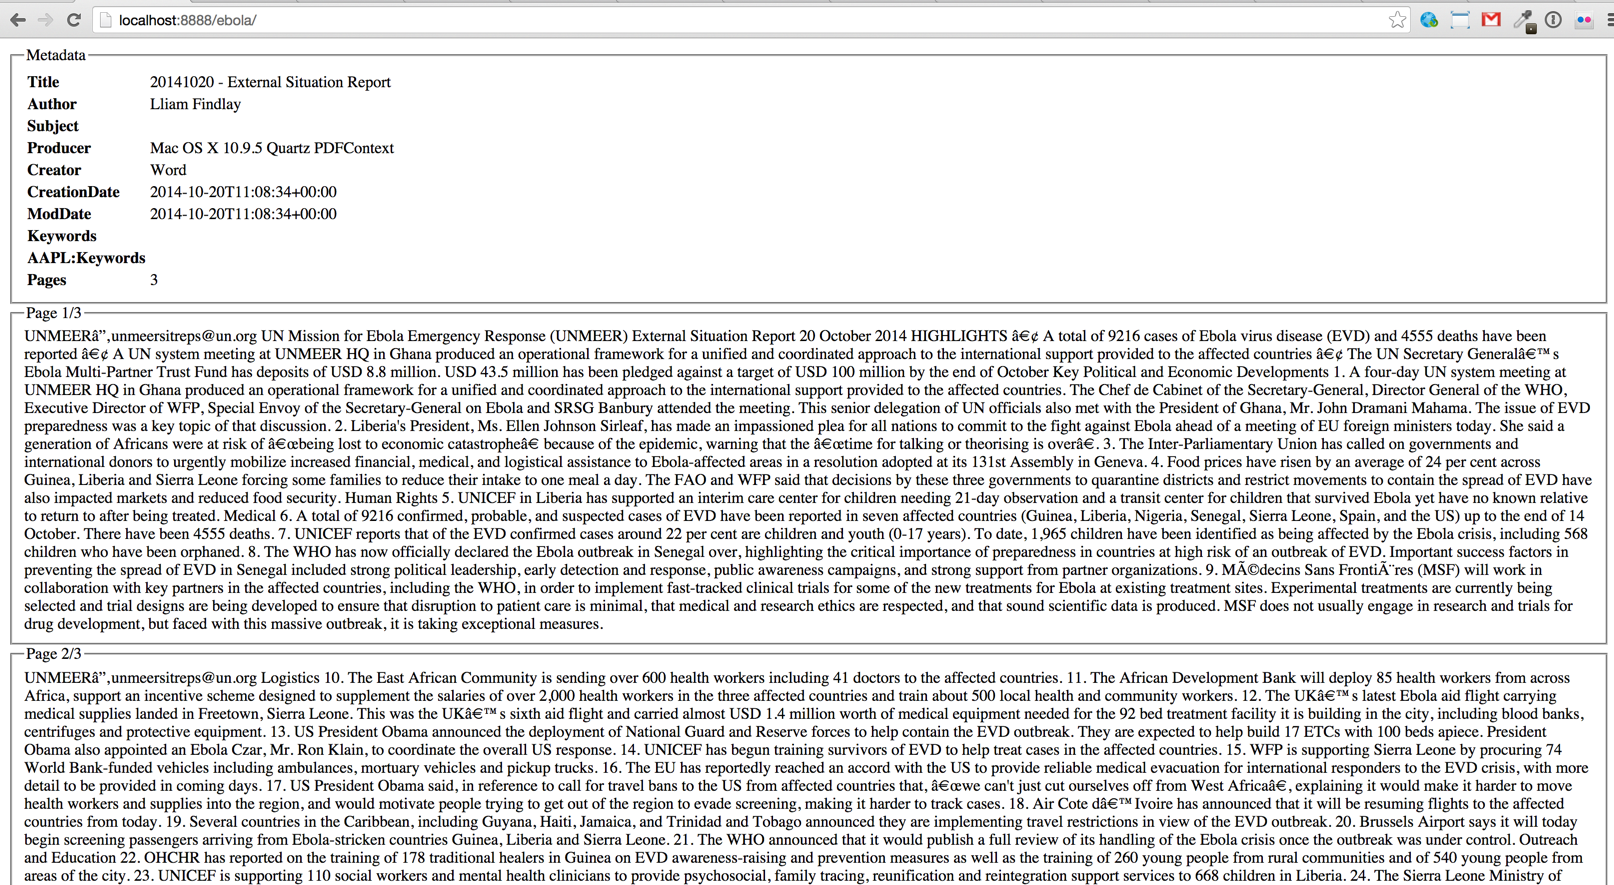 localhost:8888/ebola/
Metadata
Title 20141020 - External Situation Report
Author Lliam Findlay
Subject
Producer Mac OS X 10.9.5 Quartz PDFContext
Creator Word
CreationDate 2014-10-20T11:08:34+00:00
ModDate 2014-10-20T11:08:34+00:00
Keywords
AAPL:Keywords
Pages 3
Page 1/3
UNMEERâ”‚unmeersitreps@un.org UN Mission for Ebola Emergency Response (UNMEER) External Situation Report 20 October 2014 HIGHLIGHTS â€¢ A total of 9216 cases of Ebola virus disease (EVD) and 4555 deaths have been
reported â€¢ A UN system meeting at UNMEER HQ in Ghana produced an operational framework for a unified and coordinated approach to the international support provided to the affected countries â€¢ The UN Secretary Generalâ€™s
Ebola Multi-Partner Trust Fund has deposits of USD 8.8 million. USD 43.5 million has been pledged against a target of USD 100 million by the end of October Key Political and Economic Developments 1. A four-day UN system meeting at
UNMEER HQ in Ghana produced an operational framework for a unified and coordinated approach to the international support provided to the affected countries. The Chef de Cabinet of the Secretary-General, Director General of the WHO,
Executive Director of WFP, Special Envoy of the Secretary-General on Ebola and SRSG Banbury attended the meeting. This senior delegation of UN officials also met with the President of Ghana, Mr. John Dramani Mahama. The issue of EVD
preparedness was a key topic of that discussion. 2. Liberia's President, Ms. Ellen Johnson Sirleaf, has made an impassioned plea for all nations to commit to the fight against Ebola ahead of a meeting of EU foreign ministers today. She said a
generation of Africans were at risk of â€œbeing lost to economic catastropheâ€ because of the epidemic, warning that the â€œtime for talking or theorising is overâ€. 3. The Inter-Parliamentary Union has called on governments and
international donors to urgently mobilize increased financial, medical, and logistical assistance to Ebola-affected areas in a resolution adopted at its 131st Assembly in Geneva. 4. Food prices have risen by an average of 24 per cent across
Guinea, Liberia and Sierra Leone forcing some families to reduce their intake to one meal a day. The FAO and WFP said that decisions by these three governments to quarantine districts and restrict movements to contain the spread of EVD have
also impacted markets and reduced food security. Human Rights 5. UNICEF in Liberia has supported an interim care center for children needing 21-day observation and a transit center for children that survived Ebola yet have no known relative
to return to after being treated. Medical 6. A total of 9216 confirmed, probable, and suspected cases of EVD have been reported in seven affected countries (Guinea, Liberia, Nigeria, Senegal, Sierra Leone, Spain, and the US) up to the end of 14
October. There have been 4555 deaths. 7. UNICEF reports that of the EVD confirmed cases around 22 per cent are children and youth (0-17 years). To date, 1,965 children have been identified as being affected by the Ebola crisis, including 568
children who have been orphaned. 8. The WHO has now officially declared the Ebola outbreak in Senegal over, highlighting the critical importance of preparedness in countries at high risk of an outbreak of EVD. Important success factors in
preventing the spread of EVD in Senegal included strong political leadership, early detection and response, public awareness campaigns, and strong support from partner organizations. 9. MÃ©decins Sans FrontiÃ¨res (MSF) will work in
collaboration with key partners in the affected countries, including the WHO, in order to implement fast-tracked clinical trials for some of the new treatments for Ebola at existing treatment sites. Experimental treatments are currently being
selected and trial designs are being developed to ensure that disruption to patient care is minimal, that medical and research ethics are respected, and that sound scientific data is produced. MSF does not usually engage in research and trials for
drug development, but faced with this massive outbreak, it is taking exceptional measures.
Page 2/3
UNMEERâ”‚unmeersitreps@un.org Logistics 10. The East African Community is sending over 600 health workers including 41 doctors to the affected countries. 11. The African Development Bank will deploy 85 health workers from across
Africa, support an incentive scheme designed to supplement the salaries of over 2,000 health workers in the three affected countries and train about 500 local health and community workers. 12. The UKâ€™s latest Ebola aid flight carrying
medical supplies landed in Freetown, Sierra Leone. This was the UKâ€™s sixth aid flight and carried almost USD 1.4 million worth of medical equipment needed for the 92 bed treatment facility it is building in the city, including blood banks,
centrifuges and protective equipment. 13. US President Obama announced the deployment of National Guard and Reserve forces to help contain the EVD outbreak. They are expected to help build 17 ETCs with 100 beds apiece. President
Obama also appointed an Ebola Czar, Mr. Ron Klain, to coordinate the overall US response. 14. UNICEF has begun training survivors of EVD to help treat cases in the affected countries. 15. WFP is supporting Sierra Leone by procuring 74
World Bank-funded vehicles including ambulances, mortuary vehicles and pickup trucks. 16. The EU has reportedly reached an accord with the US to provide reliable medical evacuation for international responders to the EVD crisis, with more
detail to be provided in coming days. 17. US President Obama said, in reference to call for travel bans to the US from affected countries that, â€œwe can't just cut ourselves off from West Africaâ€, explaining it would make it harder to move
health workers and supplies into the region, and would motivate people trying to get out of the region to evade screening, making it harder to track cases. 18. Air Cote dâ€™Ivoire has announced that it will be resuming flights to the affected
countries from today. 19. Several countries in the Caribbean, including Guyana, Haiti, Jamaica, and Trinidad and Tobago announced they are implementing travel restrictions in view of the EVD outbreak. 20. Brussels Airport says it will today
begin screening passengers arriving from Ebola-stricken countries Guinea, Liberia and Sierra Leone. 21. The WHO announced that it would publish a full review of its handling of the Ebola crisis once the outbreak was under control. Outreach
and Education 22. OHCHR has reported on the training of 178 traditional healers in Guinea on EVD awareness-raising and prevention measures as well as the training of 260 young people from rural communities and of 540 young people from
areas of the city. 23. UNICEF is supporting 110 social workers and mental health clinicians to provide psychosocial, family tracing, reunification and reintegration support services to 668 children in Liberia. 24. The Sierra Leone Ministry of